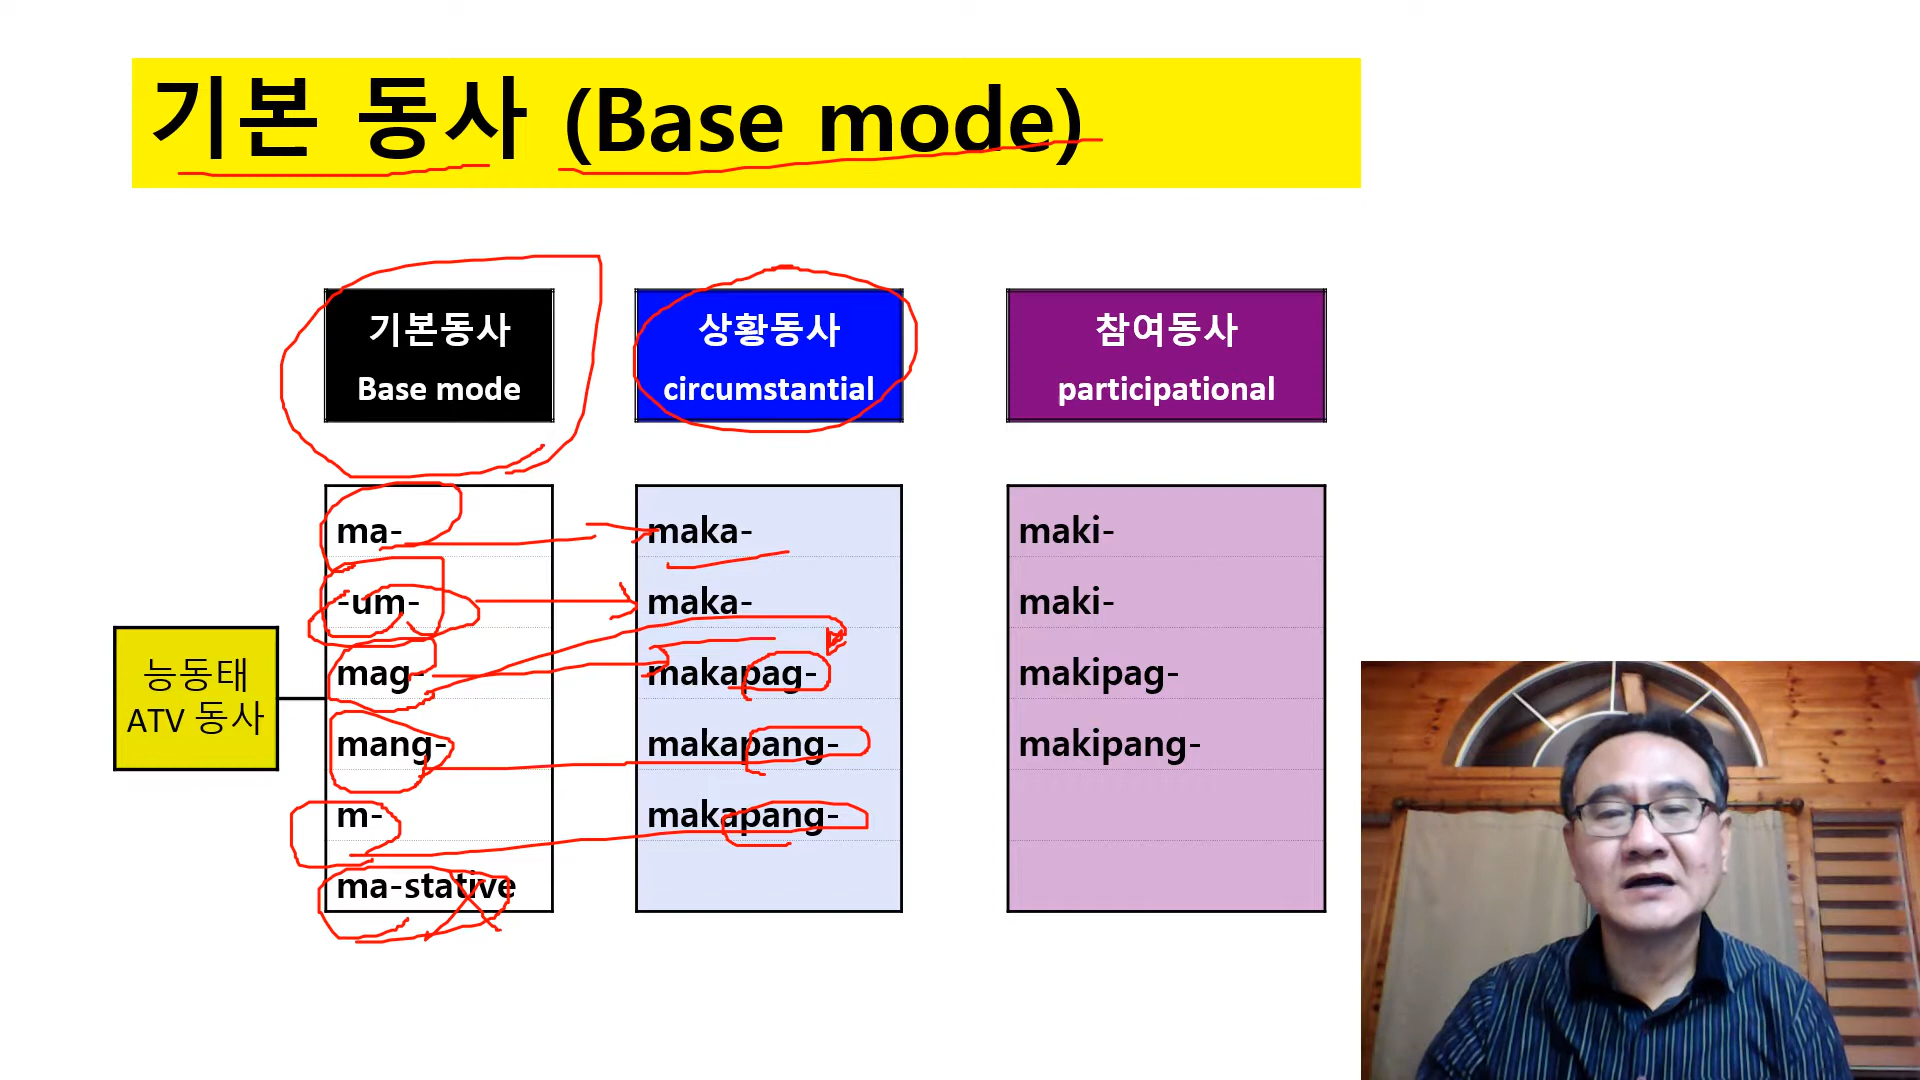 기본 동사 (Base mode)
기본동사
Base mode
상황동사
circumstantial
참여동사
participational
능동태
ATV 동사
ma-
-um-
mag-
mang-
m-
ma-stative
maka-
maka-
makapag-
makapang-
makapang-
maki-
maki-
makipag-
makipang-